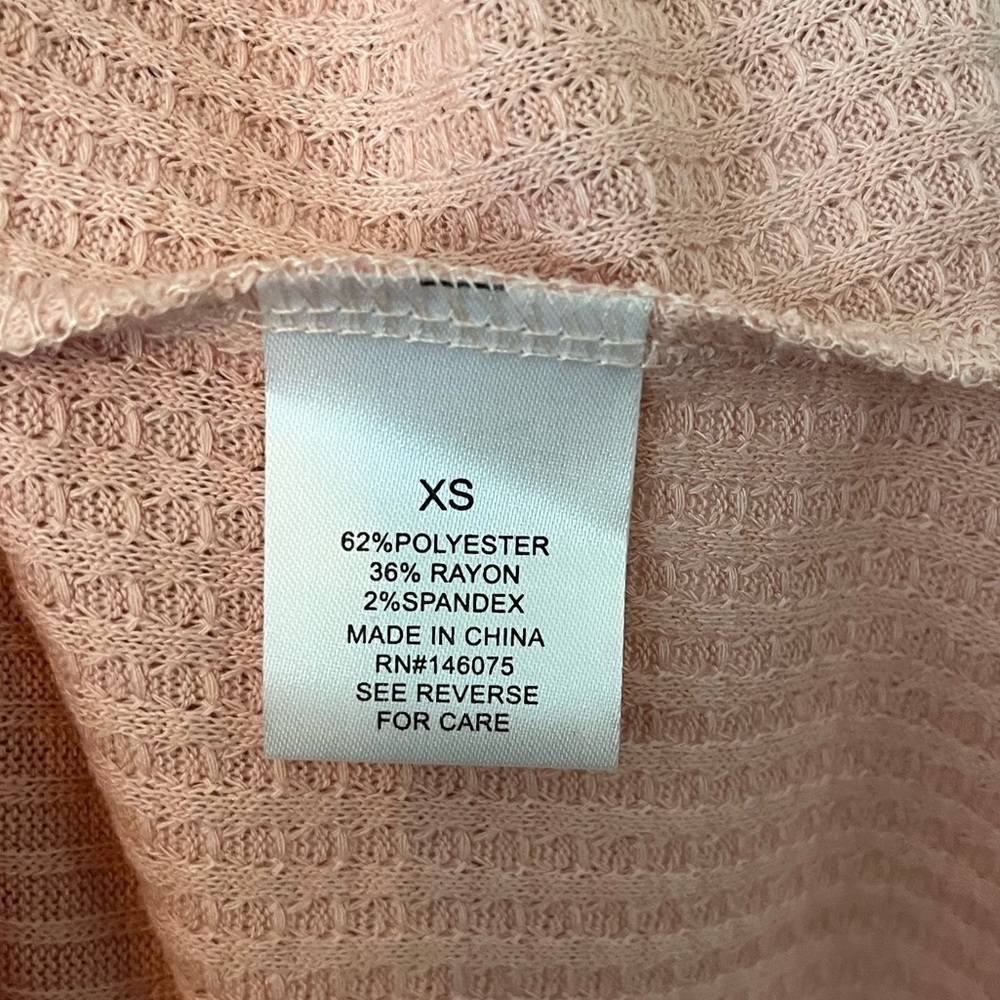 XS
62%POLYESTER
36% RAYON
2%SPANDEX
MADE IN CHINA
RN#146075
SEE REVERSE
FOR CARE